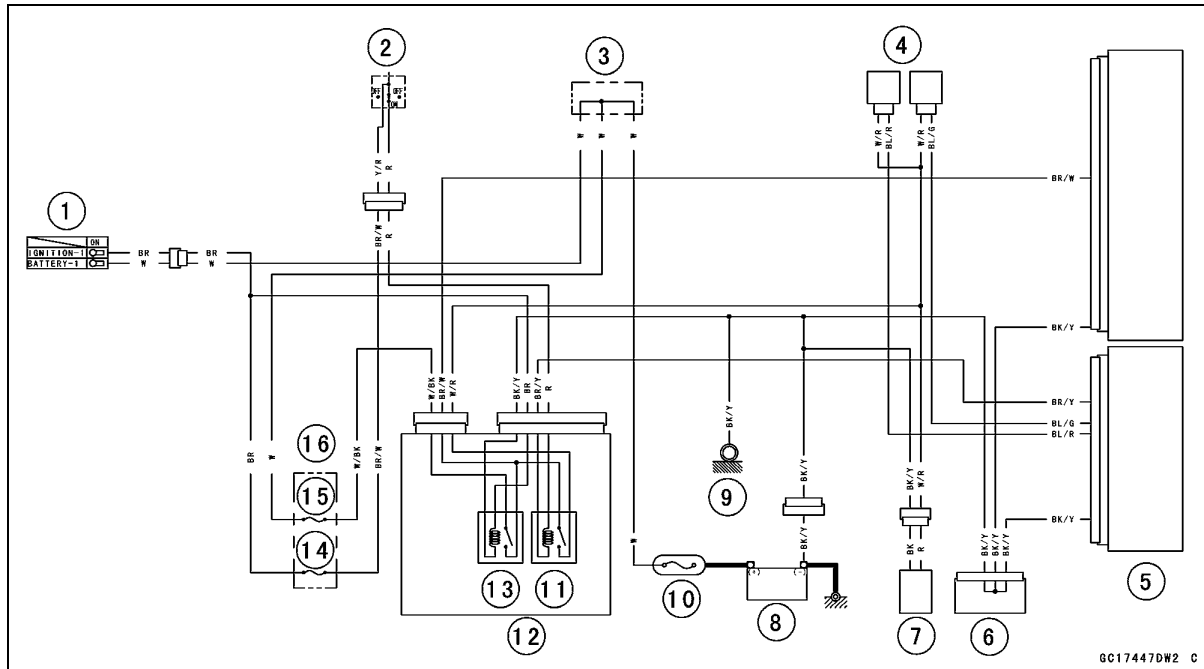 1
2
3
4
OFF OFF
ON
W W W
W/R BL/R W/R BL/G
Y/R R
BR/W
BR/W R
ON
IGNITION-1
BATTERY-1
BR BR
W W
BK/Y
W/BK BR/W W/R BK/Y BR BR/Y R
BR/Y
BL/G
BL/R
BK/Y
BR W W/BK BR/W
16
15
14
BK/Y
9
BK/Y
BK/Y
BK/Y W/R
BK R
BK/Y BK/Y BK/Y
BK/Y
W
(+) (-)
13
11
12
10
8
7
6
5
GC17447DW2 C